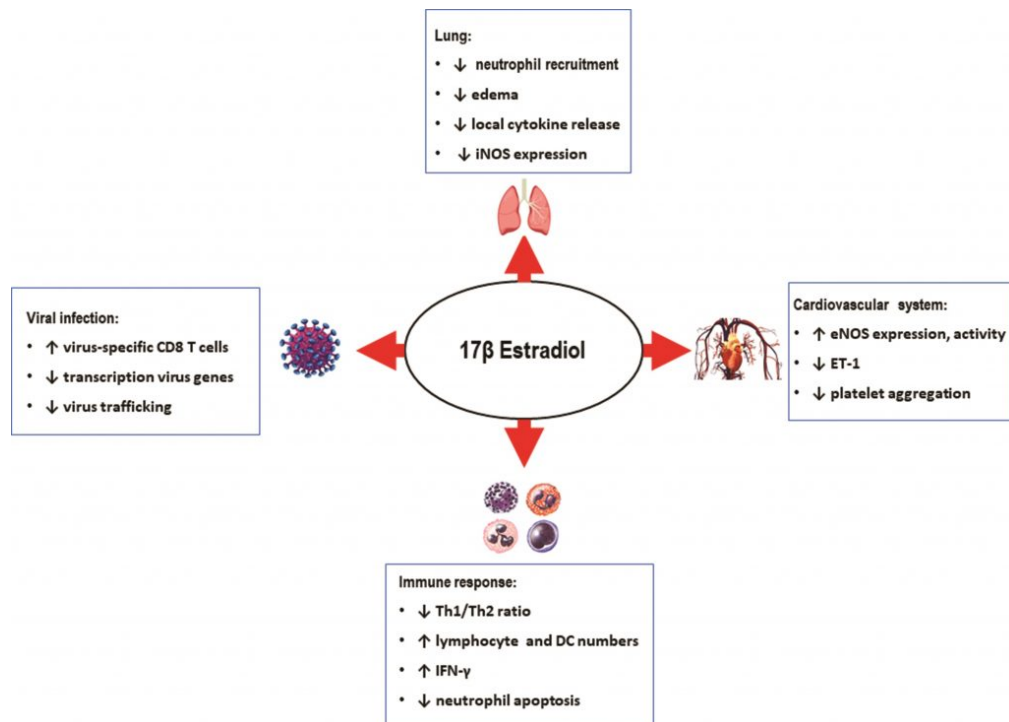 Lung:
• ↓ neutrophil recruitment
• ↓ edema
• ↓ local cytokine release
• ↓ iNOS expression
Viral infection:
• ↑ virus-specific CD8 T cells
• ↓ transcription virus genes
• ↓ virus trafficking
17β Estradiol
Cardiovascular system:
• ↑ eNOS expression, activity
• ↓ ET-1
• ↓ platelet aggregation
Immune response:
• ↓ Th1/Th2 ratio
• ↑ lymphocyte and DC numbers
• ↑ IFN-γ
• ↓ neutrophil apoptosis